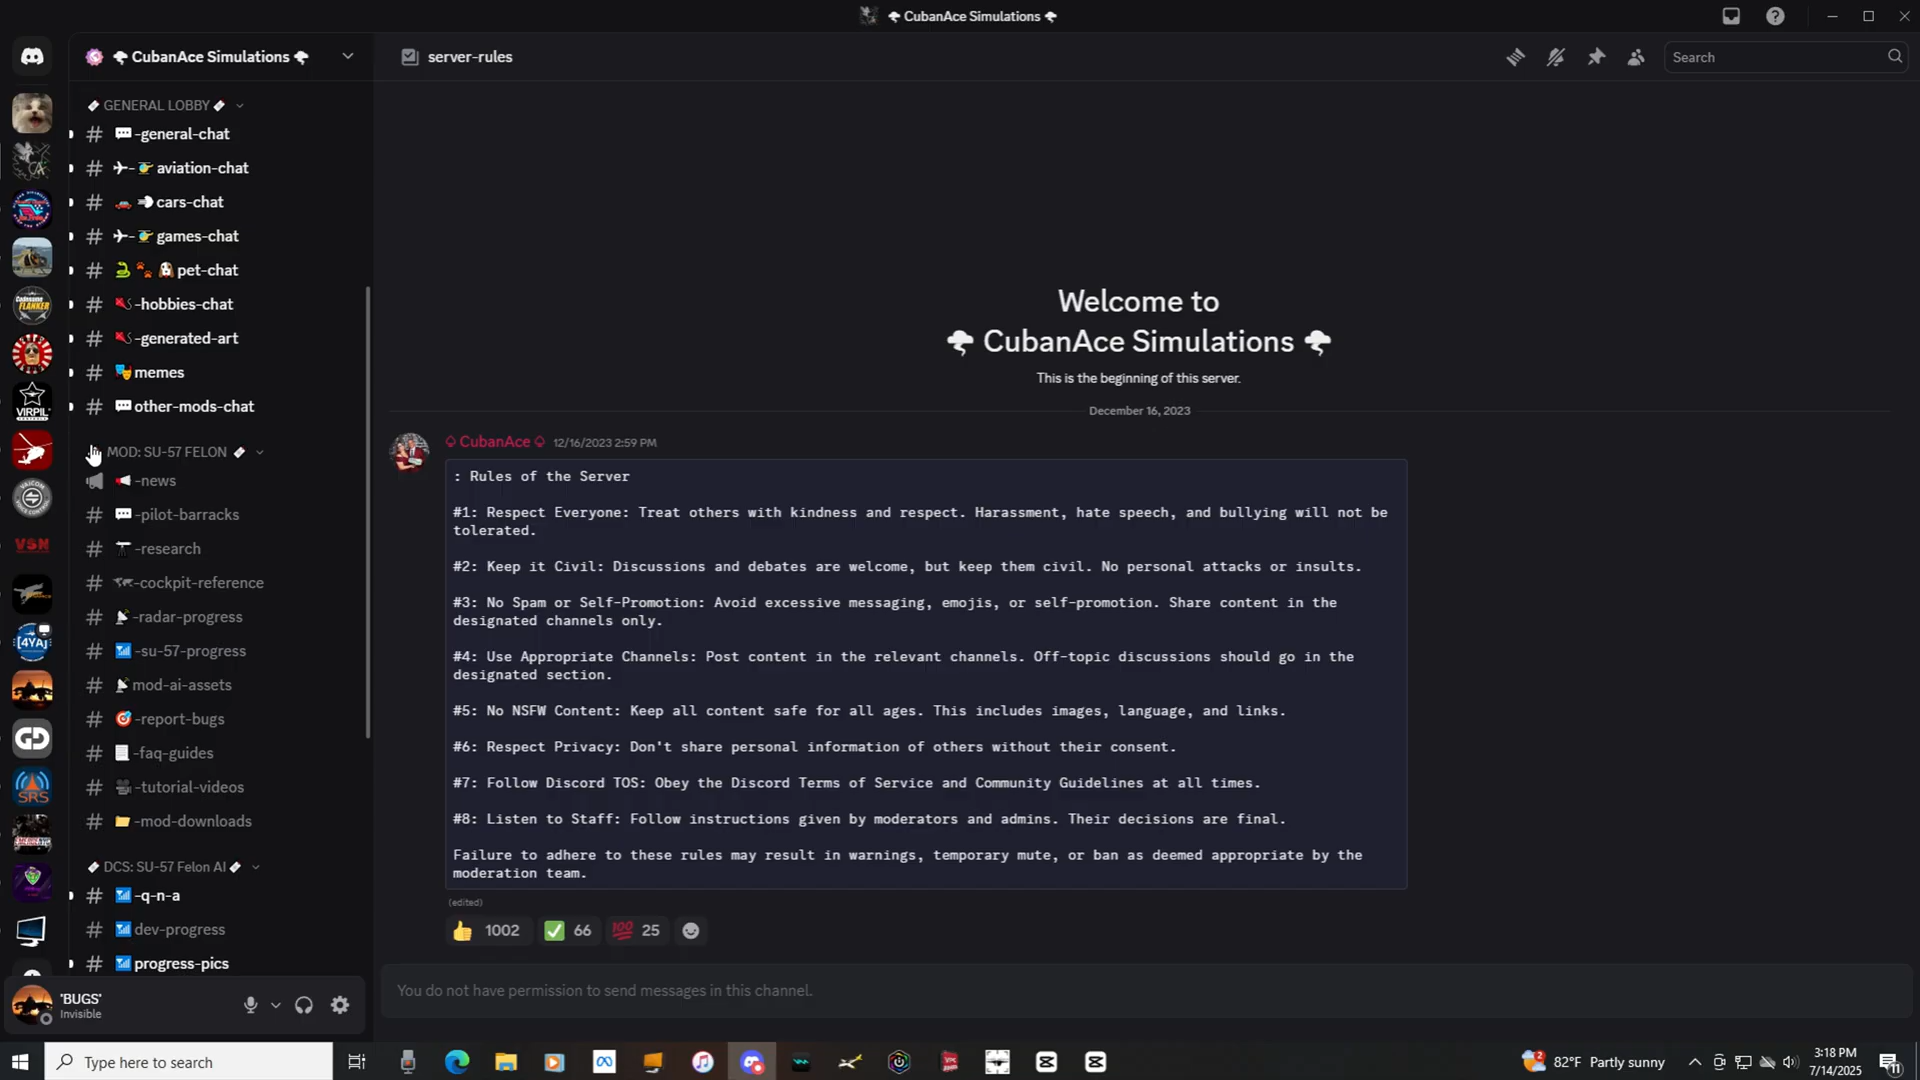 CubanAce Simulations
CubanAce Simulations
server-rules
Search
GENERAL LOBBY
-general-chat
aviation-chat
cars-chat
games-chat
pet-chat
-hobbies-chat
-generated-art
memes
other-mods-chat
MOD: SU-57 FELON
-news
-pilot-barracks
-research
-cockpit-reference
-radar-progress
-su-57-progress
mod-ai-assets
-report-bugs
-faq-guides
-tutorial-videos
-mod-downloads
DCS: SU-57 Felon AI
-q-n-a
dev-progress
progress-pics
VIRPIL
VSN
[4YA]
SRS
'BUGS'
Invisible
Welcome to
CubanAce Simulations
This is the beginning of this server.
December 16, 2023
CubanAce 12/16/2023 2:59 PM
: Rules of the Server
#1: Respect Everyone: Treat others with kindness and respect. Harassment, hate speech, and bullying will not be
tolerated.
#2: Keep it Civil: Discussions and debates are welcome, but keep them civil. No personal attacks or insults.
#3: No Spam or Self-Promotion: Avoid excessive messaging, emojis, or self-promotion. Share content in the
designated channels only.
#4: Use Appropriate Channels: Post content in the relevant channels. Off-topic discussions should go in the
designated section.
#5: No NSFW Content: Keep all content safe for all ages. This includes images, language, and links.
#6: Respect Privacy: Don't share personal information of others without their consent.
#7: Follow Discord TOS: Obey the Discord Terms of Service and Community Guidelines at all times.
#8: Listen to Staff: Follow instructions given by moderators and admins. Their decisions are final.
Failure to adhere to these rules may result in warnings, temporary mute, or ban as deemed appropriate by the
moderation team.
(edited)
1002 66 100 25
You do not have permission to send messages in this channel.
Type here to search
2 82°F Partly sunny
3:18 PM
7/14/2025
11